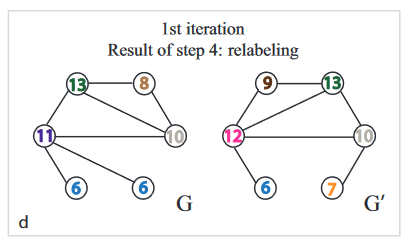 1st iteration
Result of step 4: relabeling
13 8 9 13
11 10 12 10
6 6 6 7
G G′
d